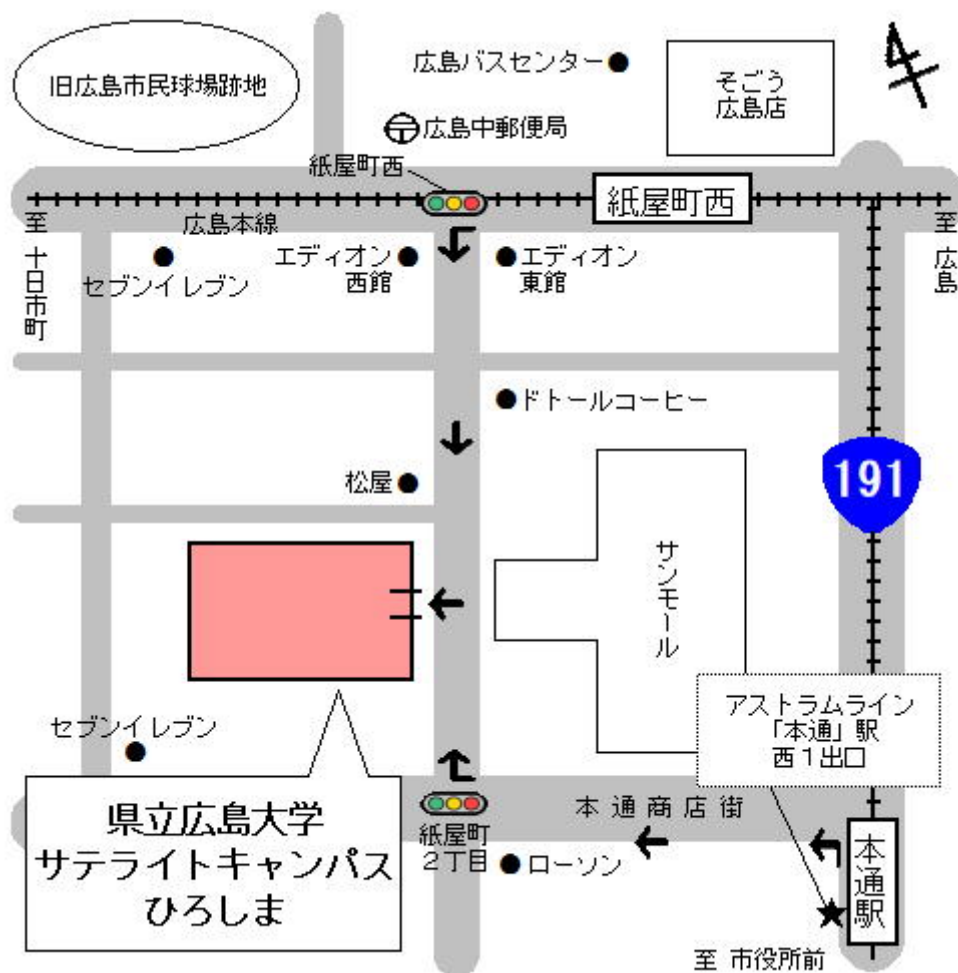 旧広島市民球場跡地
広島バスセンター
そごう
広島店
広島中郵便局
紙屋町西
紙屋町西
広島本線
至 十日市町
至 広島
セブンイレブン
エディオン
西館
エディオン
東館
ドトールコーヒー
松屋
191
サンモール
アストラムライン
「本通」駅
西1出口
セブンイレブン
県立広島大学
サテライトキャンパス
ひろしま
本通商店街
紙屋町
2丁目
ローソン
本通駅
至 市役所前